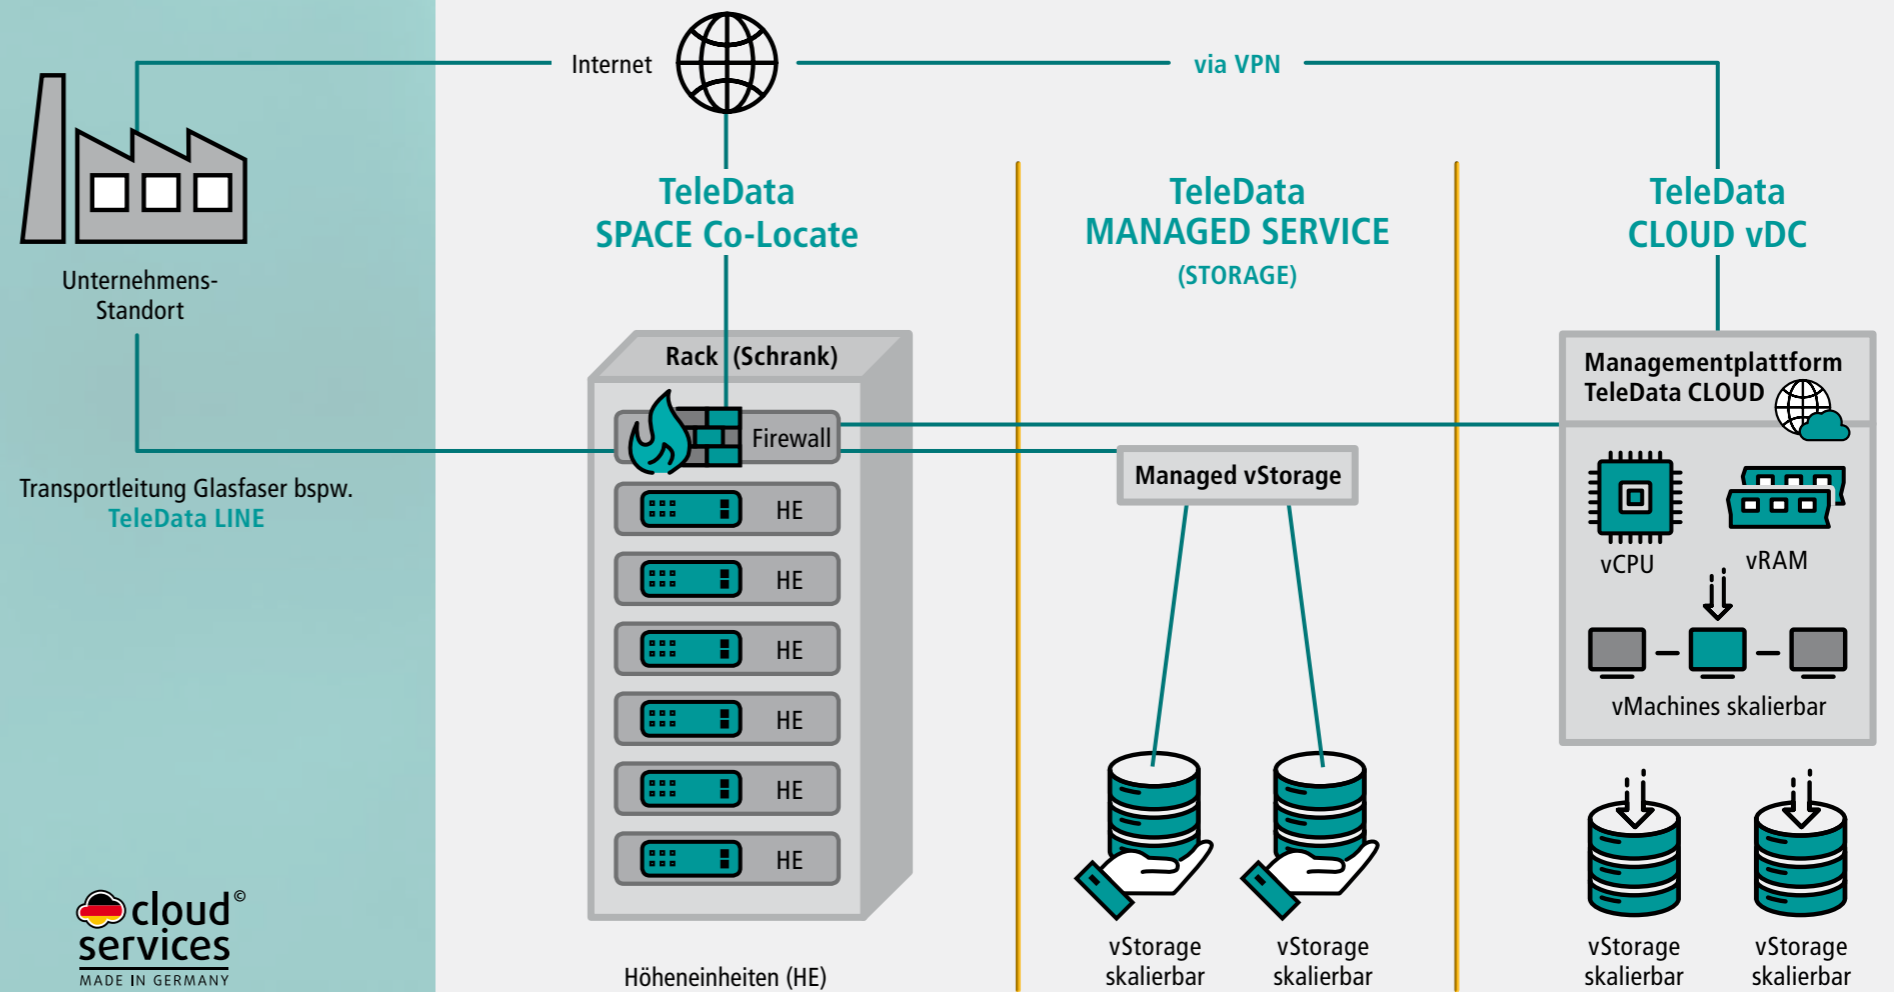 Internet
via VPN
Unternehmens-
Standort
Transportleitung Glasfaser bspw.
TeleData LINE
cloud©
services
MADE IN GERMANY
TeleData
SPACE Co-Locate
Rack (Schrank)
Firewall
HE
HE
HE
HE
HE
HE
Höheneinheiten (HE)
TeleData
MANAGED SERVICE
(STORAGE)
Managed vStorage
vStorage
skalierbar
vStorage
skalierbar
TeleData
CLOUD vDC
Managementplattform
TeleData CLOUD
vCPU
vRAM
vMachines skalierbar
vStorage
skalierbar
vStorage
skalierbar